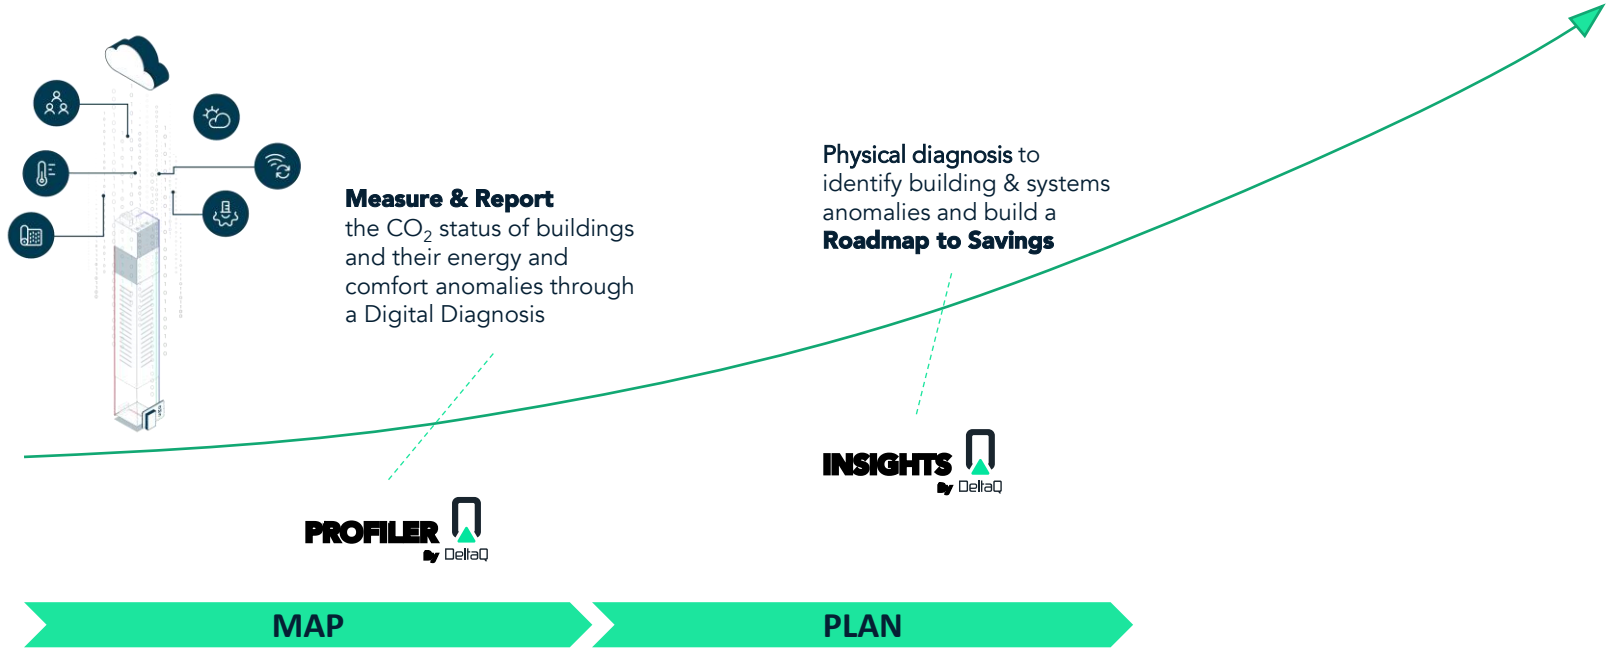 Measure & Report
the CO₂ status of buildings
and their energy and
comfort anomalies through
a Digital Diagnosis
Physical diagnosis to
identify building & systems
anomalies and build a
Roadmap to Savings
INSIGHTS
By DeltaQ
PROFILER
By DeltaQ
MAP
PLAN